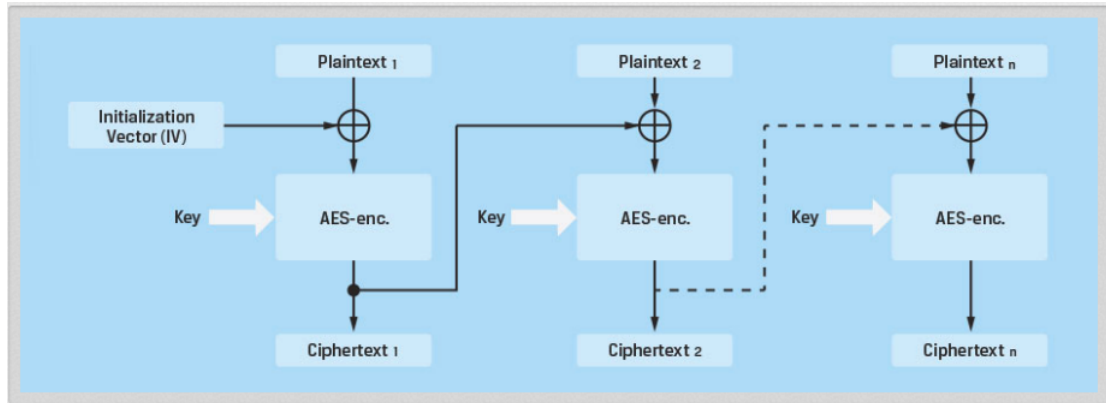 Plaintext 1
Plaintext 2
Plaintext n
Initialization
Vector (IV)
Key
AES-enc.
Key
AES-enc.
Key
AES-enc.
Ciphertext 1
Ciphertext 2
Ciphertext n